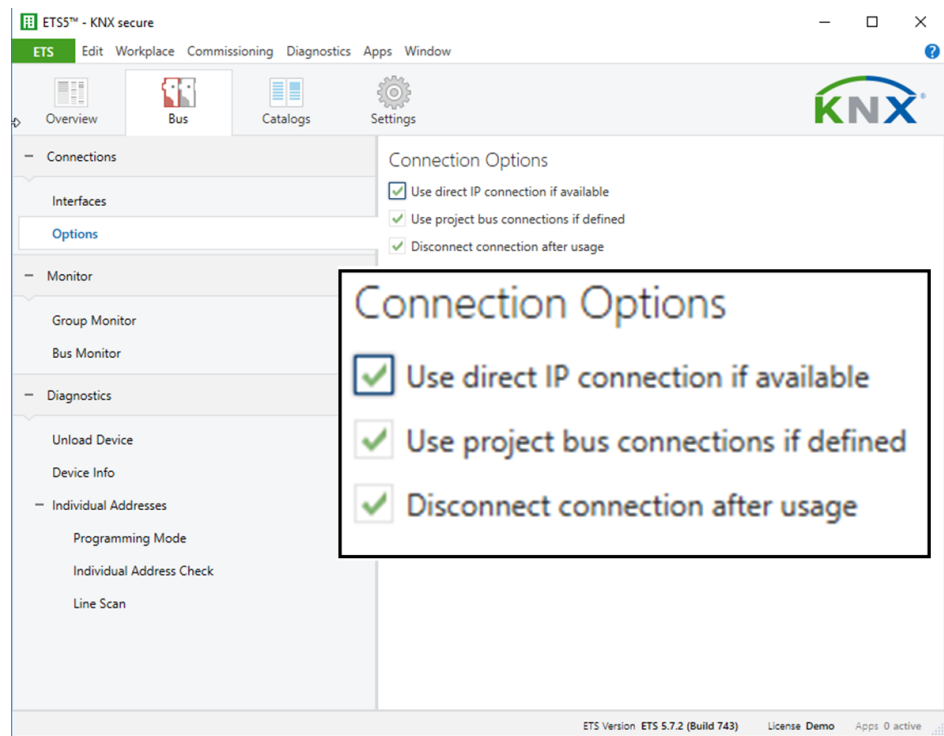 ETS5™ - KNX secure
ETS Edit Workplace Commissioning Diagnostics Apps Window ?
Overview Bus Catalogs Settings
KNX®
Connections
Interfaces
Options
Monitor
Group Monitor
Bus Monitor
Diagnostics
Unload Device
Device Info
Individual Addresses
Programming Mode
Individual Address Check
Line Scan
Connection Options
Use direct IP connection if available
Use project bus connections if defined
Disconnect connection after usage
Connection Options
Use direct IP connection if available
Use project bus connections if defined
Disconnect connection after usage
ETS Version ETS 5.7.2 (Build 743) License Demo Apps 0 active